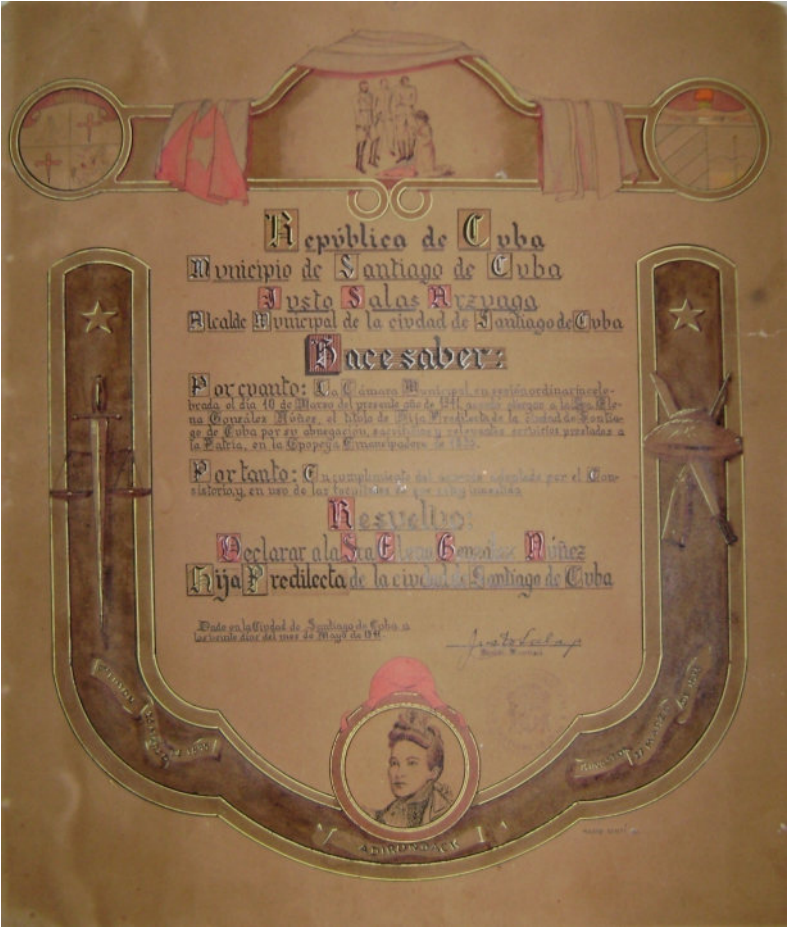 República de Cuba
Municipio de Santiago de Cuba
Justo Salas Arzuaga
Alcalde Municipal de la ciudad de Santiago de Cuba
Hace saber:
Por cuanto: La Cámara Municipal, en sesión ordinaria cele-
brada el día 10 de Marzo del presente año de 1941, acordó otorgar a la Sra. Ele-
na González Núñez, el título de Hija Predilecta de la ciudad de Santia-
go de Cuba por su abnegación, sacrificios y relevantes servicios prestados a
la Patria, en la Epopeya Emancipadora de
Por tanto: En cumplimiento del acuerdo adoptado por el Con-
sistorio y, en uso de las facultades de que estoy investido
Resuelvo:
Declarar a la Sra Elena González Núñez
Hija Predilecta de la ciudad de Santiago de Cuba
Dado en la Ciudad de Santiago de Cuba a
los veinte días del mes de Mayo de 1941.
Justo Salas
ADIRONDACK